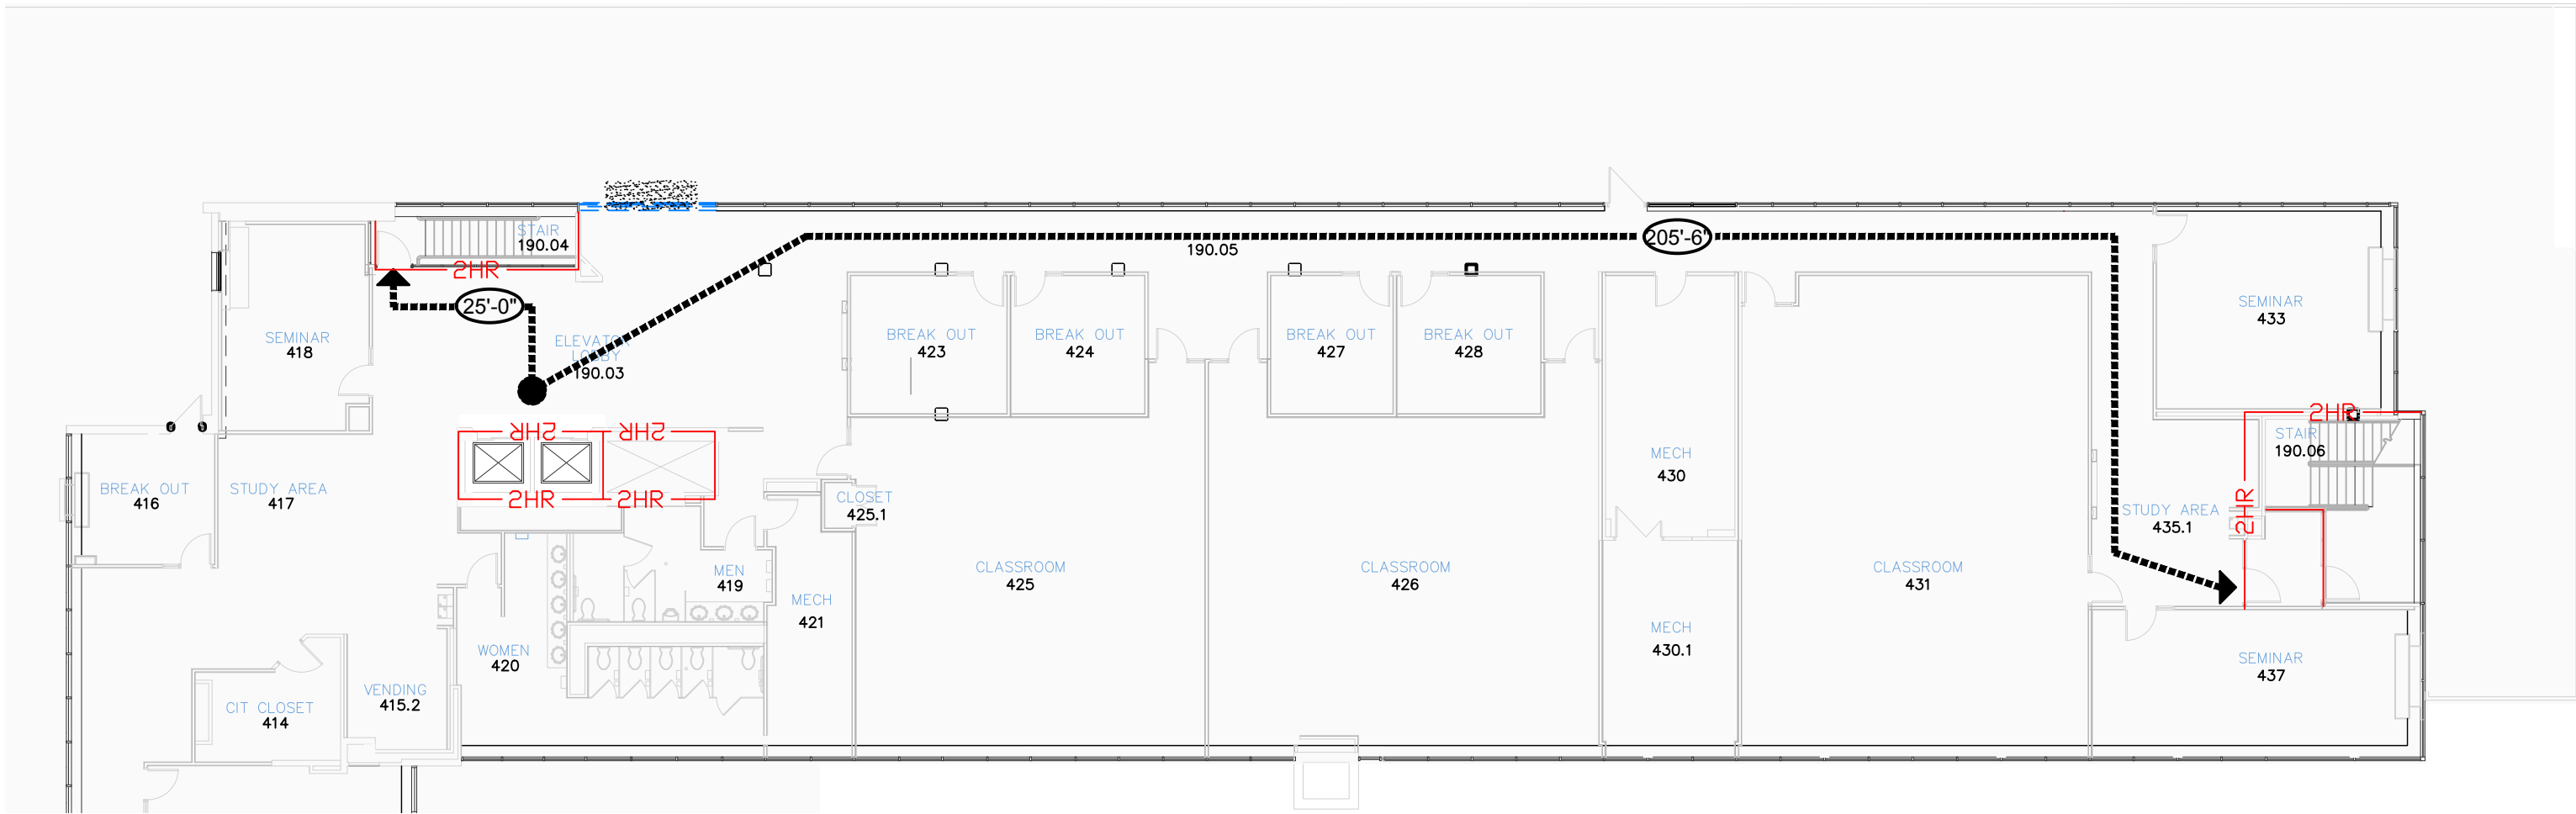 STAIR
190.04
2HR
205'-6"
190.05
25'-0"
SEMINAR
418
ELEVATOR
LOBBY
190.03
BREAK OUT
423
BREAK OUT
424
BREAK OUT
427
BREAK OUT
428
SEMINAR
433
2HR
2HR
2HR
STAIR
190.06
MECH
430
BREAK OUT
416
STUDY AREA
417
2HR
2HR
CLOSET
425.1
2HR
STUDY AREA
435.1
CLASSROOM
425
CLASSROOM
426
CLASSROOM
431
MEN
419
MECH
421
WOMEN
420
MECH
430.1
SEMINAR
437
VENDING
415.2
CIT CLOSET
414